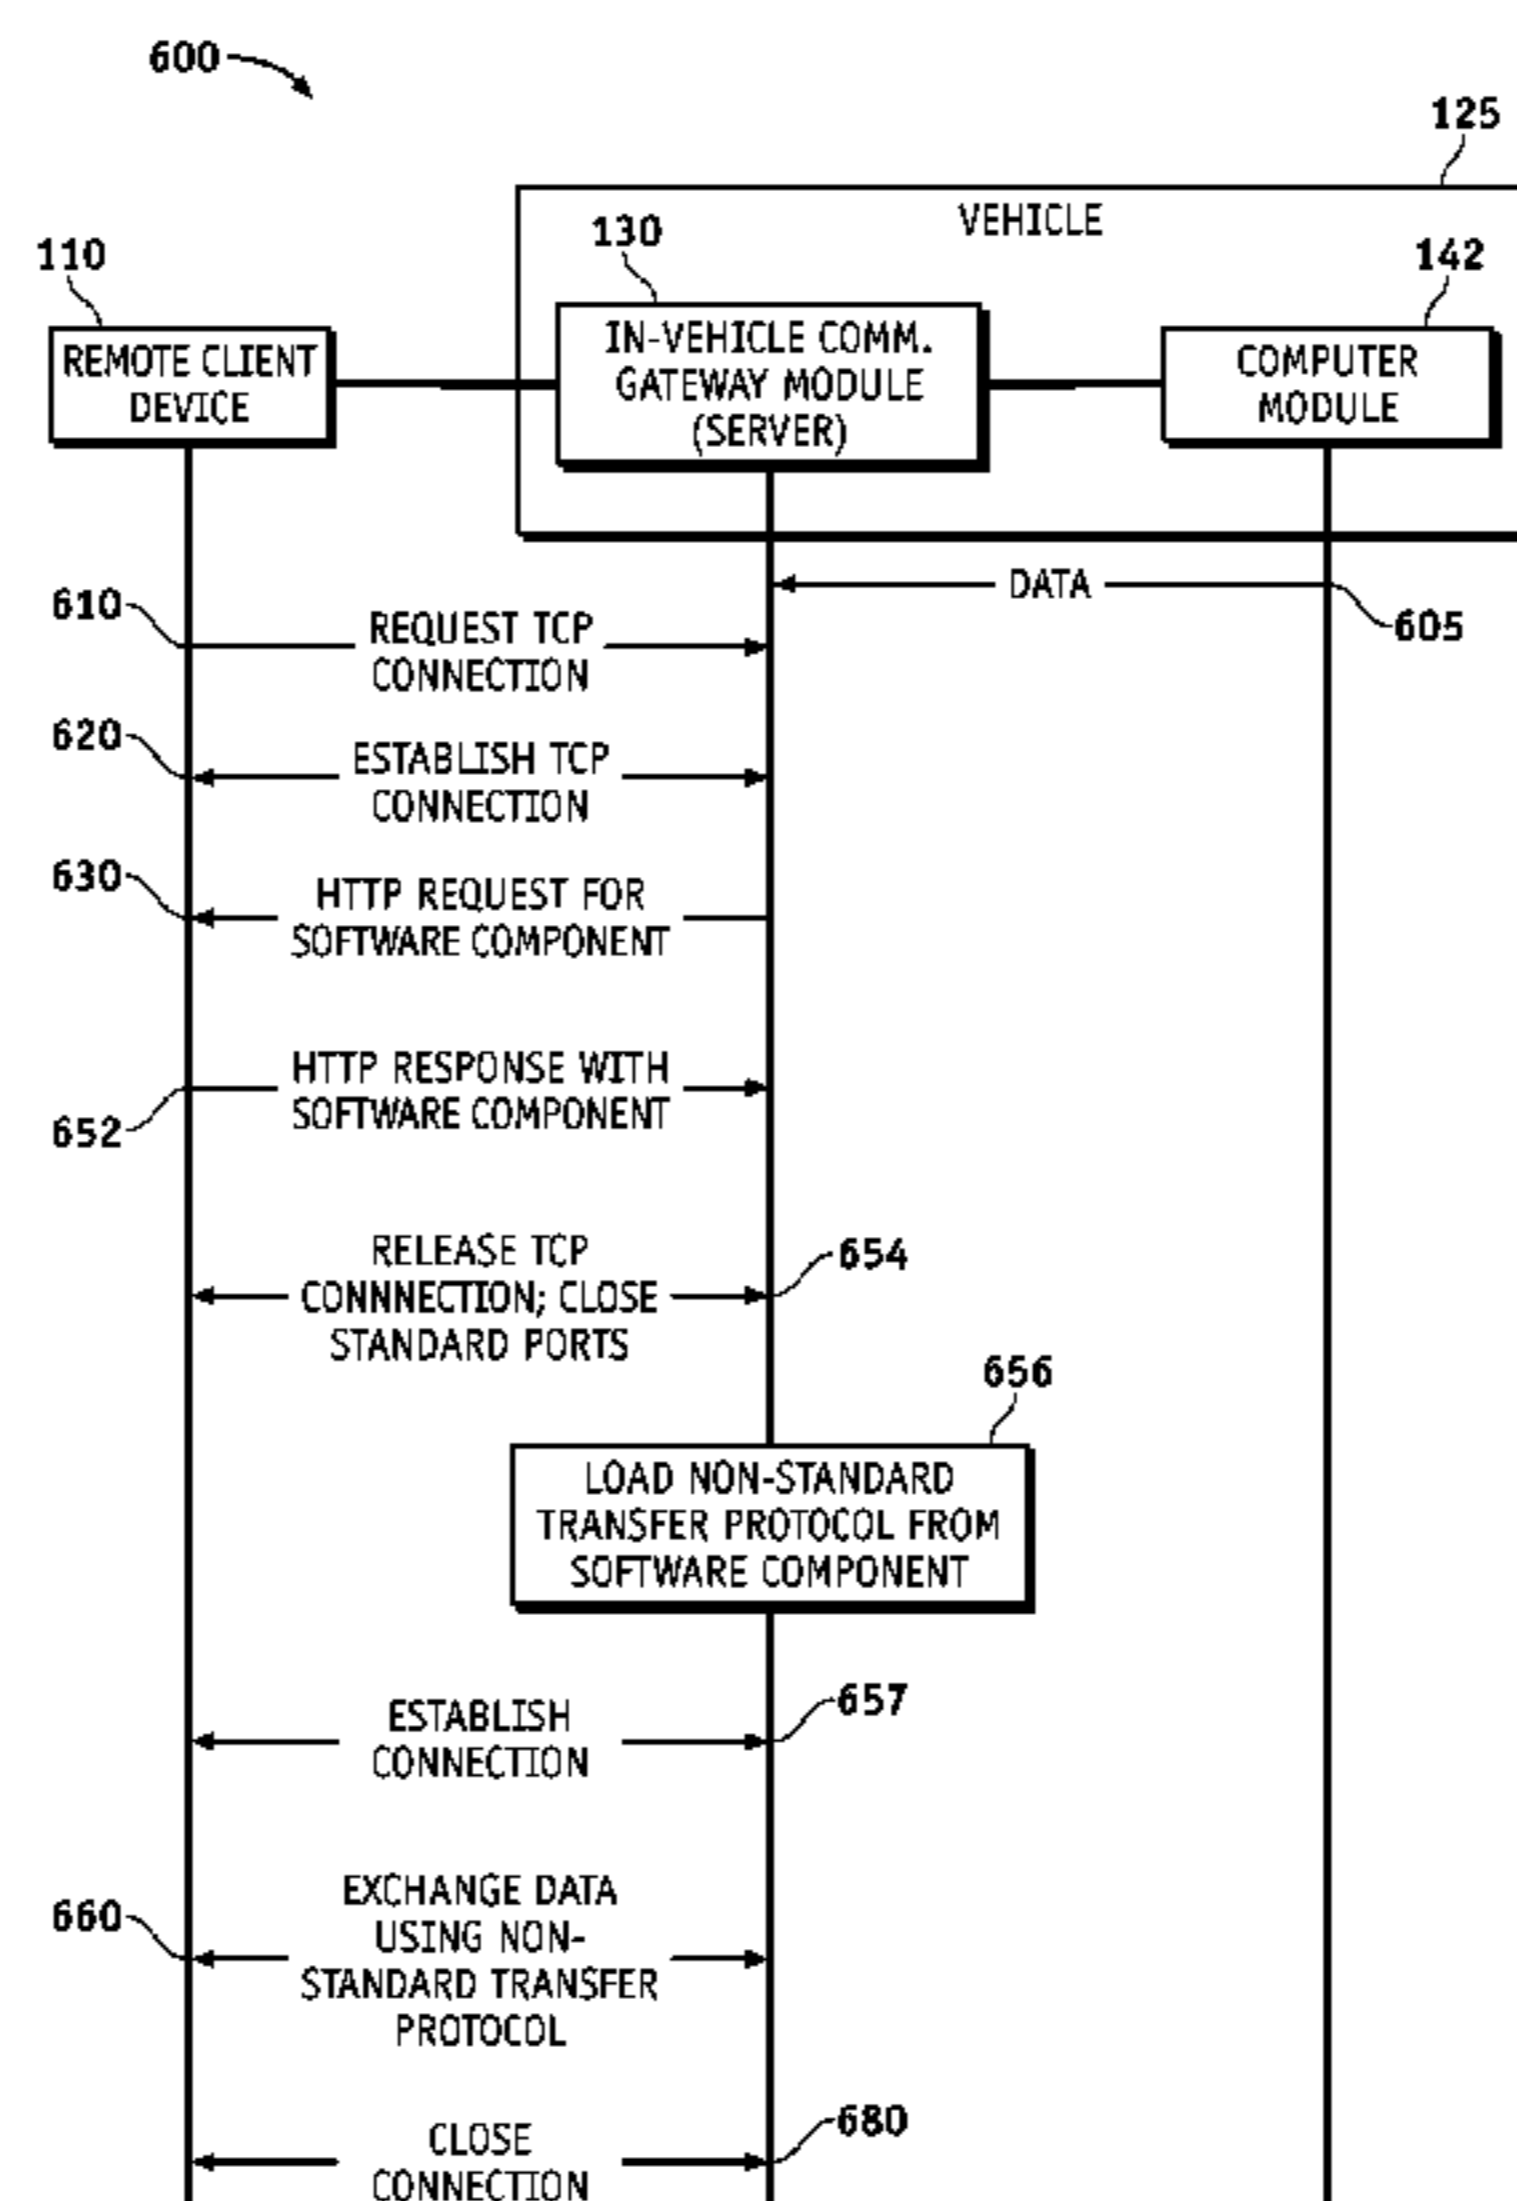 600
125
VEHICLE
130
142
110
IN-VEHICLE COMM.
GATEWAY MODULE
(SERVER)
REMOTE CLIENT
DEVICE
COMPUTER
MODULE
DATA
605
610
REQUEST TCP
CONNECTION
620
ESTABLISH TCP
CONNECTION
630
HTTP REQUEST FOR
SOFTWARE COMPONENT
HTTP RESPONSE WITH
SOFTWARE COMPONENT
652
RELEASE TCP
CONNNECTION; CLOSE
STANDARD PORTS
654
656
LOAD NON-STANDARD
TRANSFER PROTOCOL FROM
SOFTWARE COMPONENT
657
ESTABLISH
CONNECTION
660
EXCHANGE DATA
USING NON-
STANDARD TRANSFER
PROTOCOL
680
CLOSE
CONNECTION